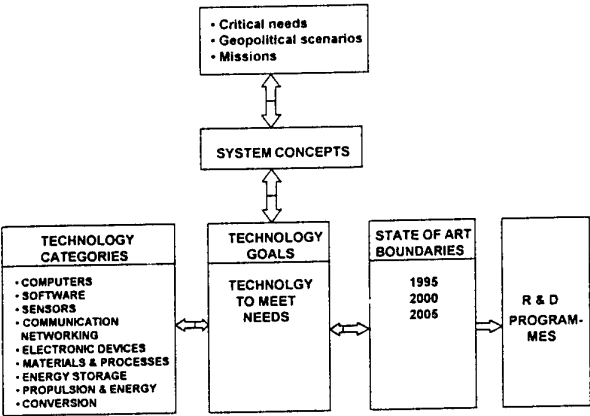 • Critical needs
• Geopolitical scenarios
• Missions
SYSTEM CONCEPTS
TECHNOLOGY
CATEGORIES
• COMPUTERS
• SOFTWARE
• SENSORS
• COMMUNICATION
NETWORKING
• ELECTRONIC DEVICES
• MATERIALS & PROCESSES
• ENERGY STORAGE
• PROPULSION & ENERGY
• CONVERSION
TECHNOLOGY
GOALS
TECHNOLGY
TO MEET
NEEDS
STATE OF ART
BOUNDARIES
1995
2000
2005
R & D
PROGRAM-
MES